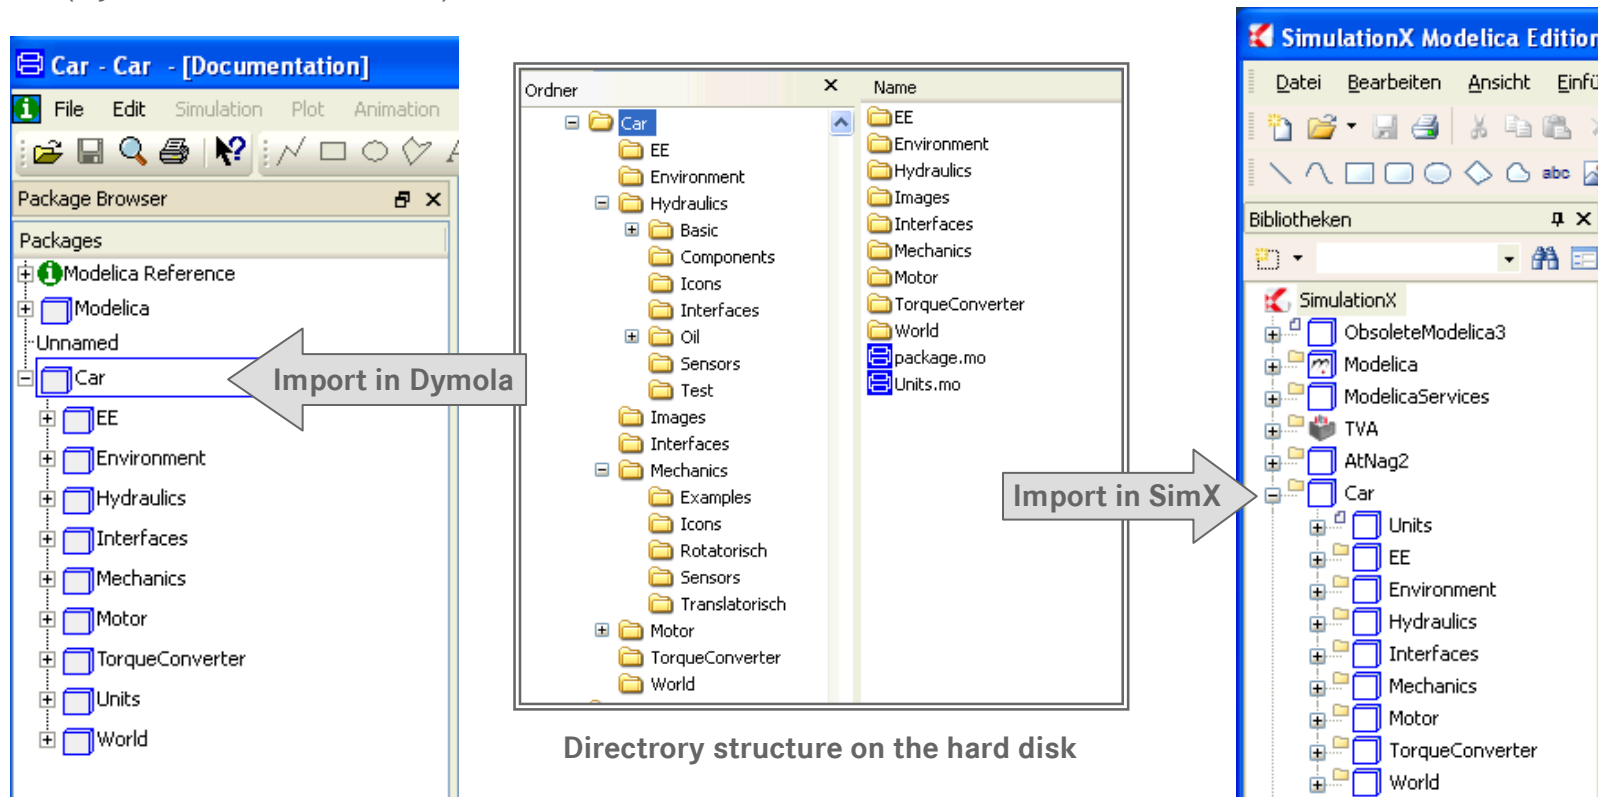 Car - Car - [Documentation]
File Edit Simulation Plot Animation
Package Browser
Packages
Modelica Reference
Modelica
Unnamed
Car
EE
Environment
Hydraulics
Interfaces
Mechanics
Motor
TorqueConverter
Units
World
Import in Dymola
Ordner
Car
EE
Environment
Hydraulics
Basic
Components
Icons
Interfaces
Oil
Sensors
Test
Images
Interfaces
Mechanics
Examples
Icons
Rotatorisch
Sensors
Translatorisch
Motor
TorqueConverter
World
Name
EE
Environment
Hydraulics
Images
Interfaces
Mechanics
Motor
TorqueConverter
World
package.mo
Units.mo
Directrory structure on the hard disk
Import in SimX
SimulationX Modelica Edition
Datei Bearbeiten Ansicht Einfü
abc
Bibliotheken
SimulationX
ObsoleteModelica3
Modelica
ModelicaServices
TVA
AtNag2
Car
Units
EE
Environment
Hydraulics
Interfaces
Mechanics
Motor
TorqueConverter
World